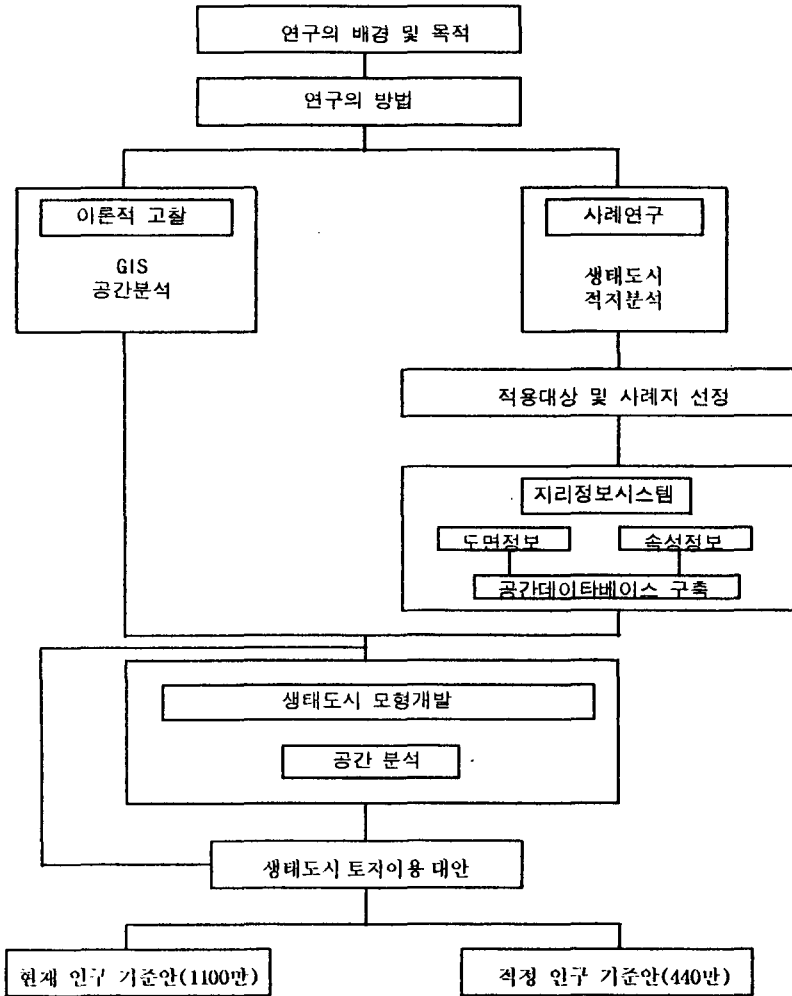 연구의 배경 및 목적
연구의 방법
이론적 고찰
GIS
공간분석
사례연구
생태도시
적지분석
적용대상 및 사례지 선정
지리정보시스템
도면정보
속성정보
공간데이타베이스 구축
생태도시 모형개발
공간 분석
생태도시 토지이용 대안
현재 인구 기준안(1100만)
적정 인구 기준안(440만)